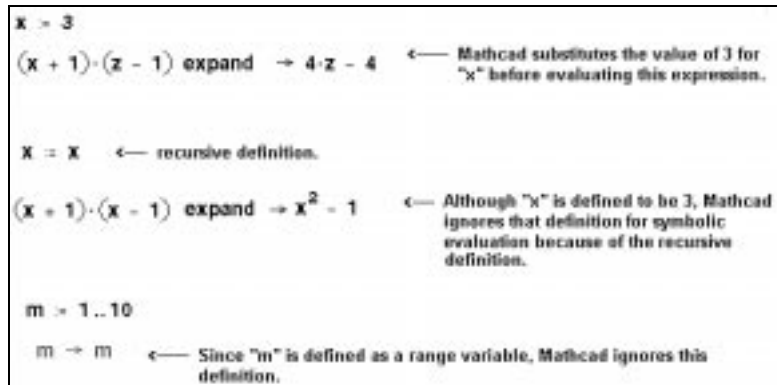 x := 3
(x + 1)·(z - 1) expand → 4·z - 4
<— Mathcad substitutes the value of 3 for
"x" before evaluating this expression.
x := x <— recursive definition.
(x + 1)·(x - 1) expand → x² - 1
<— Although "x" is defined to be 3, Mathcad
ignores that definition for symbolic
evaluation because of the recursive
definition.
m := 1..10
m → m <— Since "m" is defined as a range variable, Mathcad ignores this
definition.